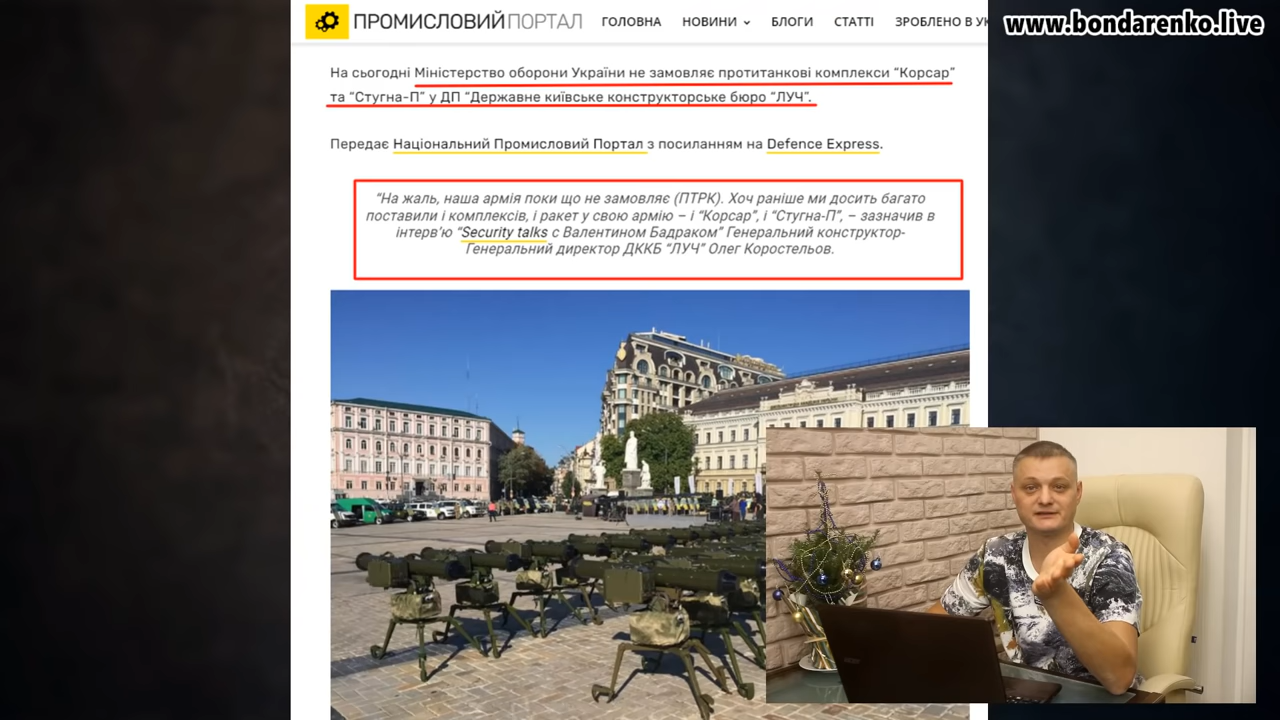 ПРОМИСЛОВИЙПОРТАЛ ГОЛОВНА НОВИНИ БЛОГИ СТАТТІ ЗРОБЛЕНО В УК
www.bondarenko.live
На сьогодні Міністерство оборони України не замовляє протитанкові комплекси “Корсар”
та “Стугна-П” у ДП “Державне київське конструкторське бюро “ЛУЧ”.
Передає Національний Промисловий Портал з посиланням на Defence Express.
“На жаль, наша армія поки що не замовляє (ПТРК). Хоч раніше ми досить багато
поставили і комплексів, і ракет у свою армію – і “Корсар”, і “Стугна-П”, – зазначив в
інтерв’ю “Security talks с Валентином Бадраком” Генеральний конструктор-
Генеральний директор ДККБ “ЛУЧ” Олег Коростельов.